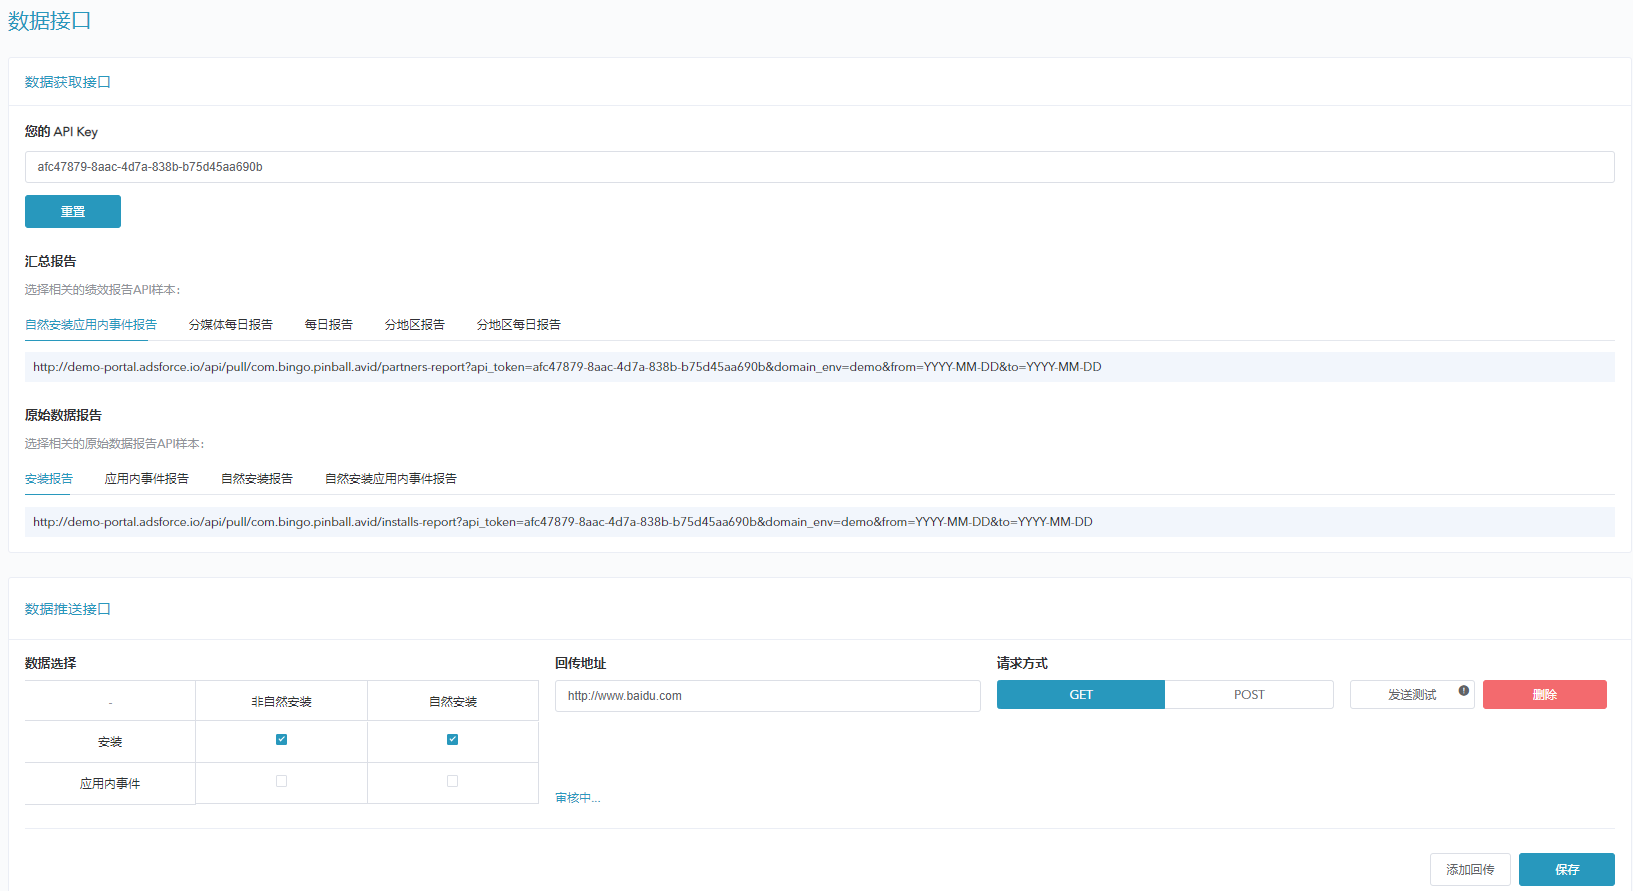 数据接口
数据获取接口
您的 API Key
afc47879-8aac-4d7a-838b-b75d45aa690b
重置
汇总报告
选择相关的绩效报告API样本:
自然安装应用内事件报告 分媒体每日报告 每日报告 分地区报告 分地区每日报告
http://demo-portal.adsforce.io/api/pull/com.bingo.pinball.avid/partners-report?api_token=afc47879-8aac-4d7a-838b-b75d45aa690b&domain_env=demo&from=YYYY-MM-DD&to=YYYY-MM-DD
原始数据报告
选择相关的原始数据报告API样本:
安装报告 应用内事件报告 自然安装报告 自然安装应用内事件报告
http://demo-portal.adsforce.io/api/pull/com.bingo.pinball.avid/installs-report?api_token=afc47879-8aac-4d7a-838b-b75d45aa690b&domain_env=demo&from=YYYY-MM-DD&to=YYYY-MM-DD
数据推送接口
数据选择 回传地址 请求方式
- 非自然安装 自然安装 http://www.baidu.com GET POST 发送测试 删除
安装
应用内事件
审核中...
添加回传 保存